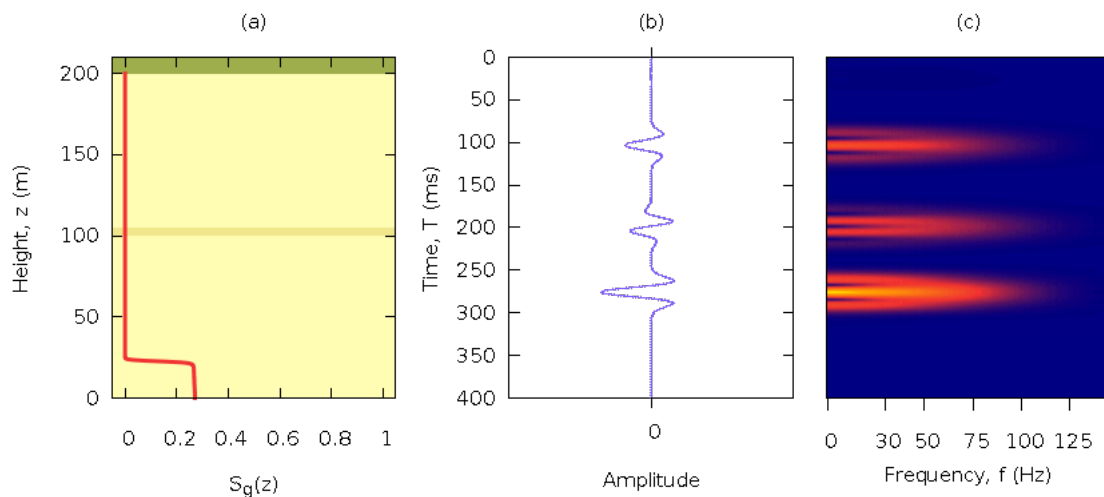 (a)
(b)
(c)
Height, z (m)
200
150
100
50
0
0 0.2 0.4 0.6 0.8 1
S_g(z)
Time, T (ms)
0
50
100
150
200
250
300
350
400
0
Amplitude
0 30 50 75 100 125
Frequency, f (Hz)